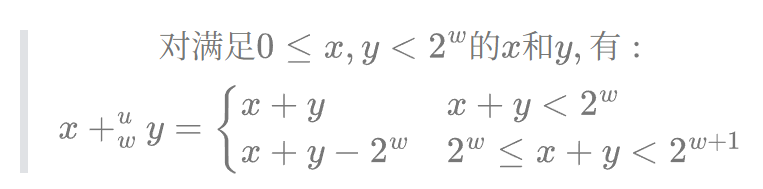 对满足0 ≤ x, y < 2^w的x和y, 有：
x +^u_w y = { x + y    x + y < 2^w
x + y − 2^w    2^w ≤ x + y < 2^{w+1}